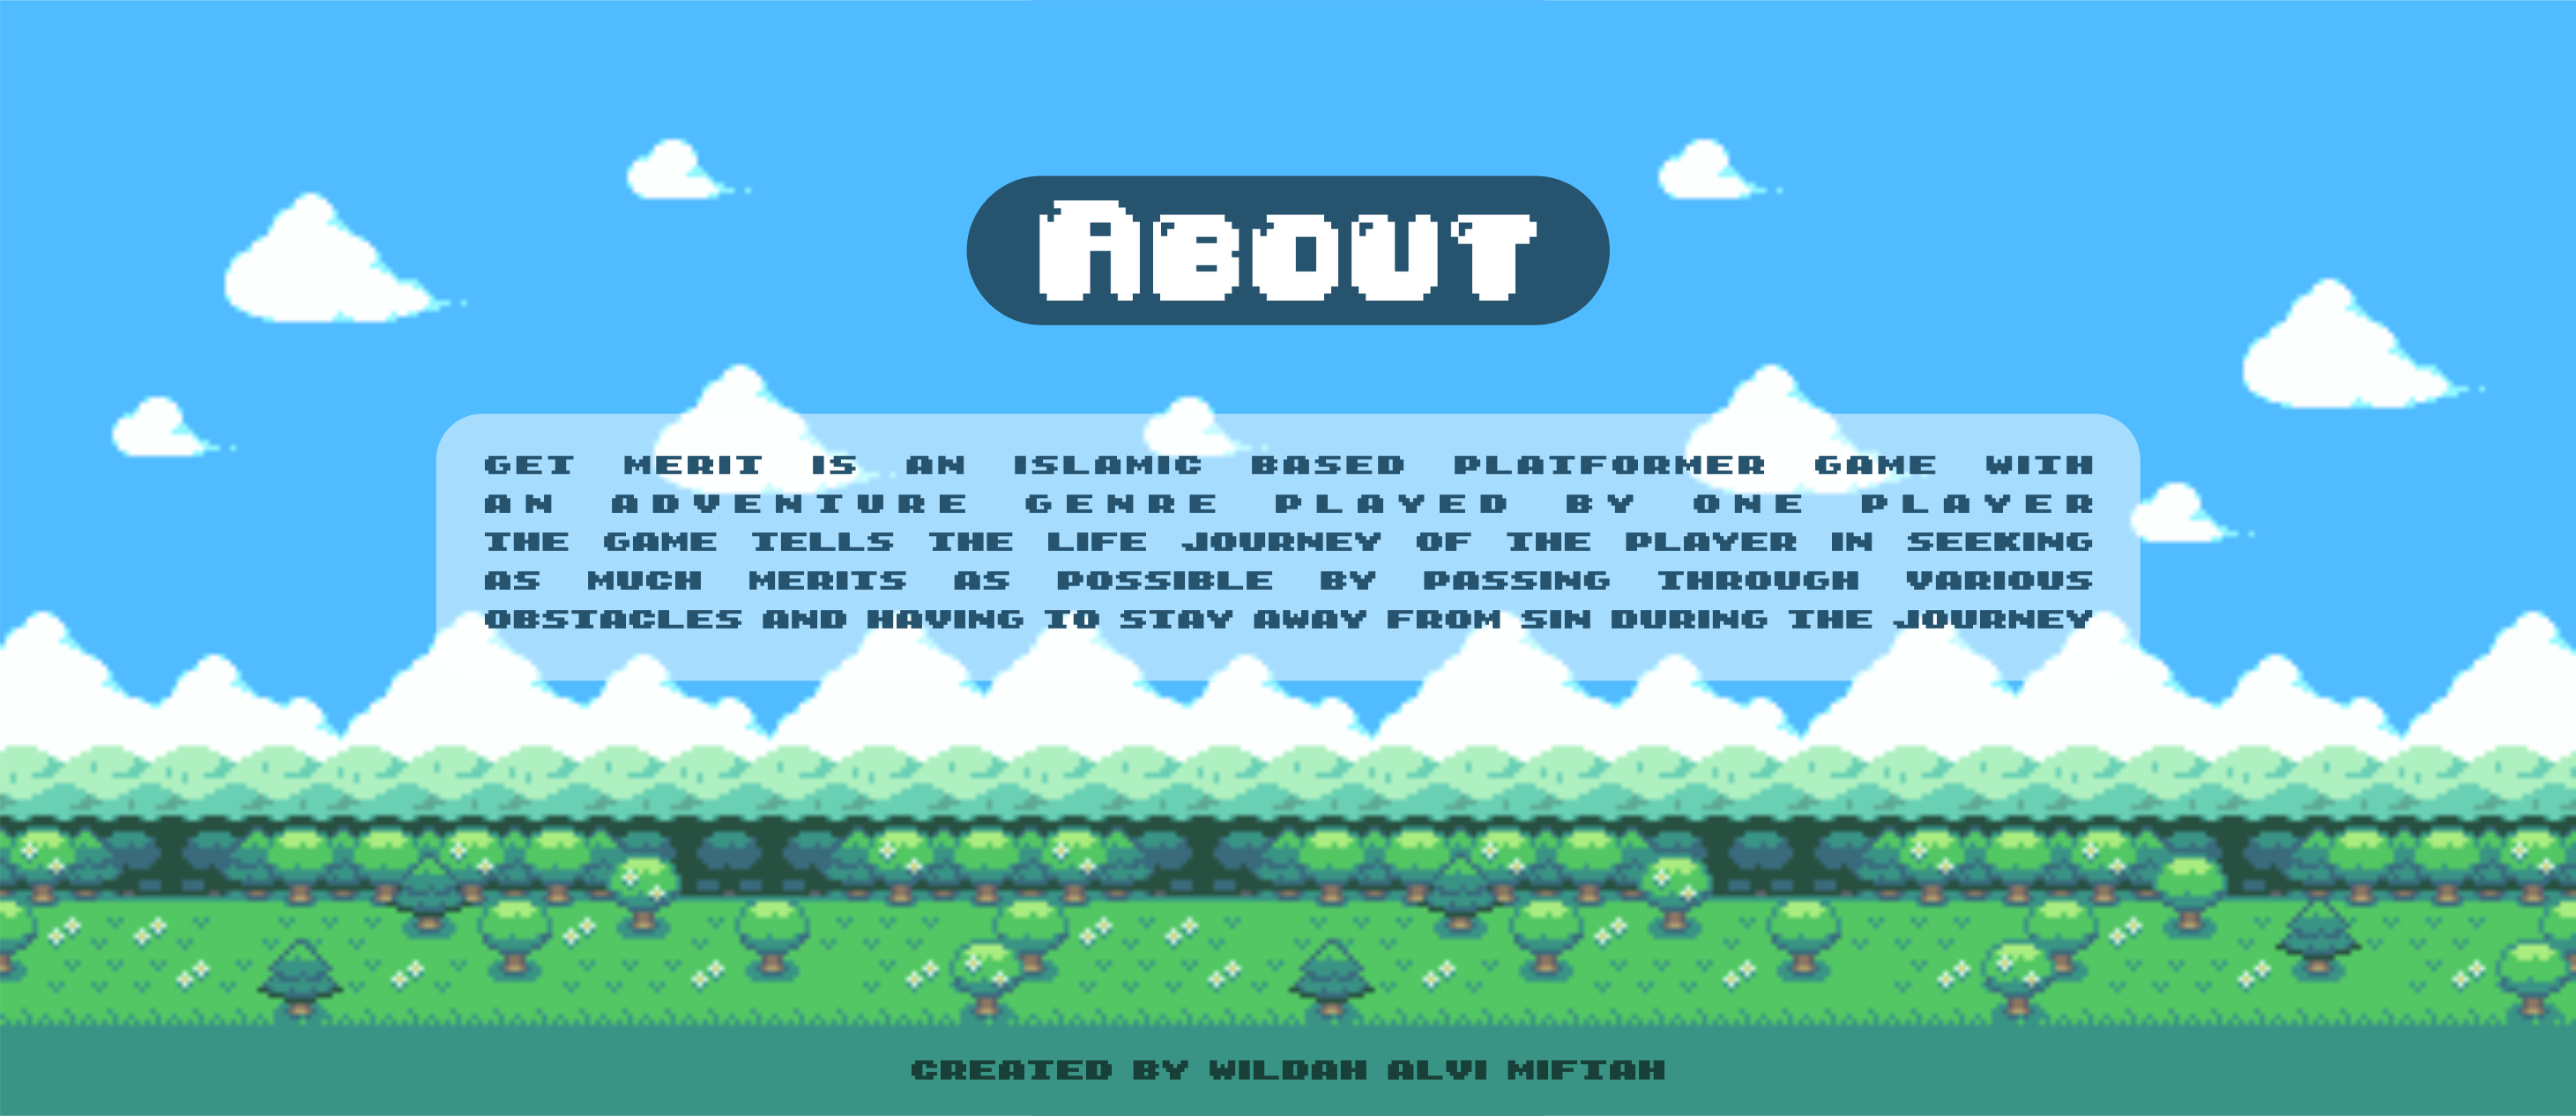 ABOUT
GET MERIT IS AN ISLAMIC BASED PLATFORMER GAME WITH
AN ADVENTURE GENRE PLAYED BY ONE PLAYER
THE GAME TELLS THE LIFE JOURNEY OF THE PLAYER IN SEEKING
AS MUCH MERITS AS POSSIBLE BY PASSING THROUGH VARIOUS
OBSTACLES AND HAVING TO STAY AWAY FROM SIN DURING THE JOURNEY
CREATED BY WILDAH ALVI MIFTAH